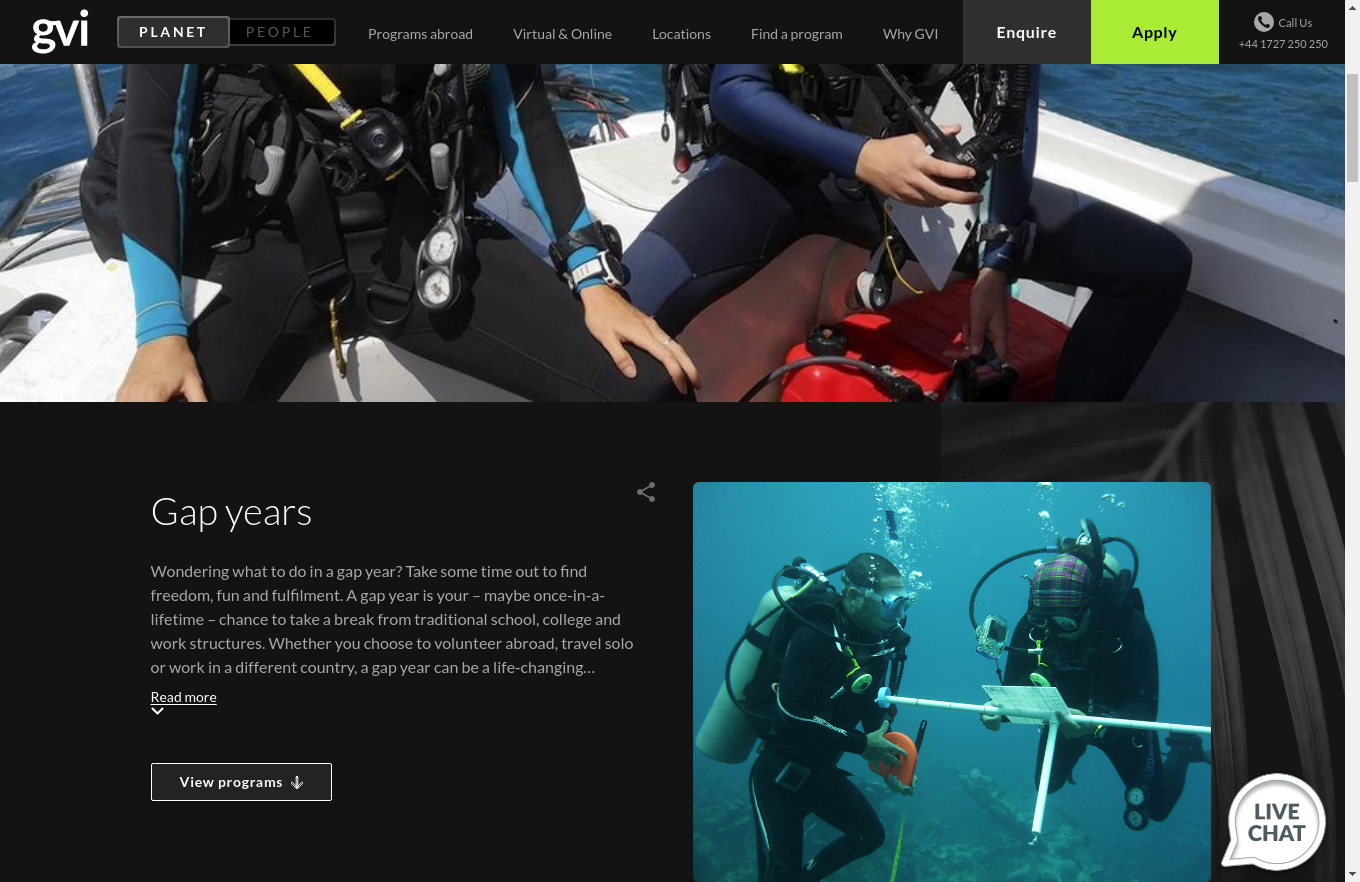 gvi
PLANET
PEOPLE
Programs abroad
Virtual & Online
Locations
Find a program
Why GVI
Enquire
Apply
Call Us
+44 1727 250 250
Gap years
Wondering what to do in a gap year? Take some time out to find
freedom, fun and fulfilment. A gap year is your – maybe once-in-a-
lifetime – chance to take a break from traditional school, college and
work structures. Whether you choose to volunteer abroad, travel solo
or work in a different country, a gap year can be a life-changing...
Read more
View programs
LIVE
CHAT